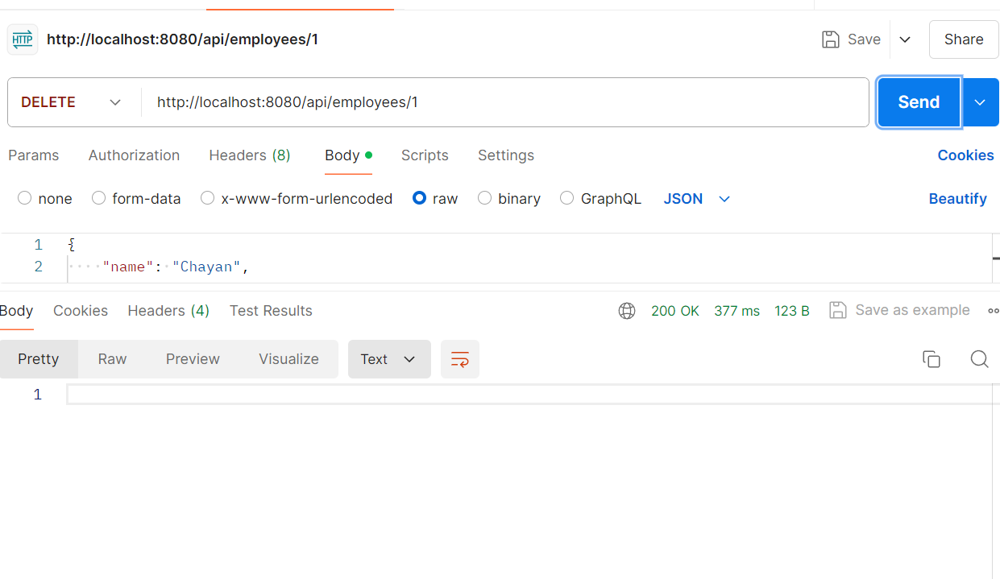 HTTP http://localhost:8080/api/employees/1 Save Share
DELETE http://localhost:8080/api/employees/1 Send
Params Authorization Headers (8) Body Scripts Settings Cookies
none form-data x-www-form-urlencoded raw binary GraphQL JSON Beautify
1 {
2 "name": "Chayan",
Body Cookies Headers (4) Test Results 200 OK 377 ms 123 B Save as example
Pretty Raw Preview Visualize Text
1